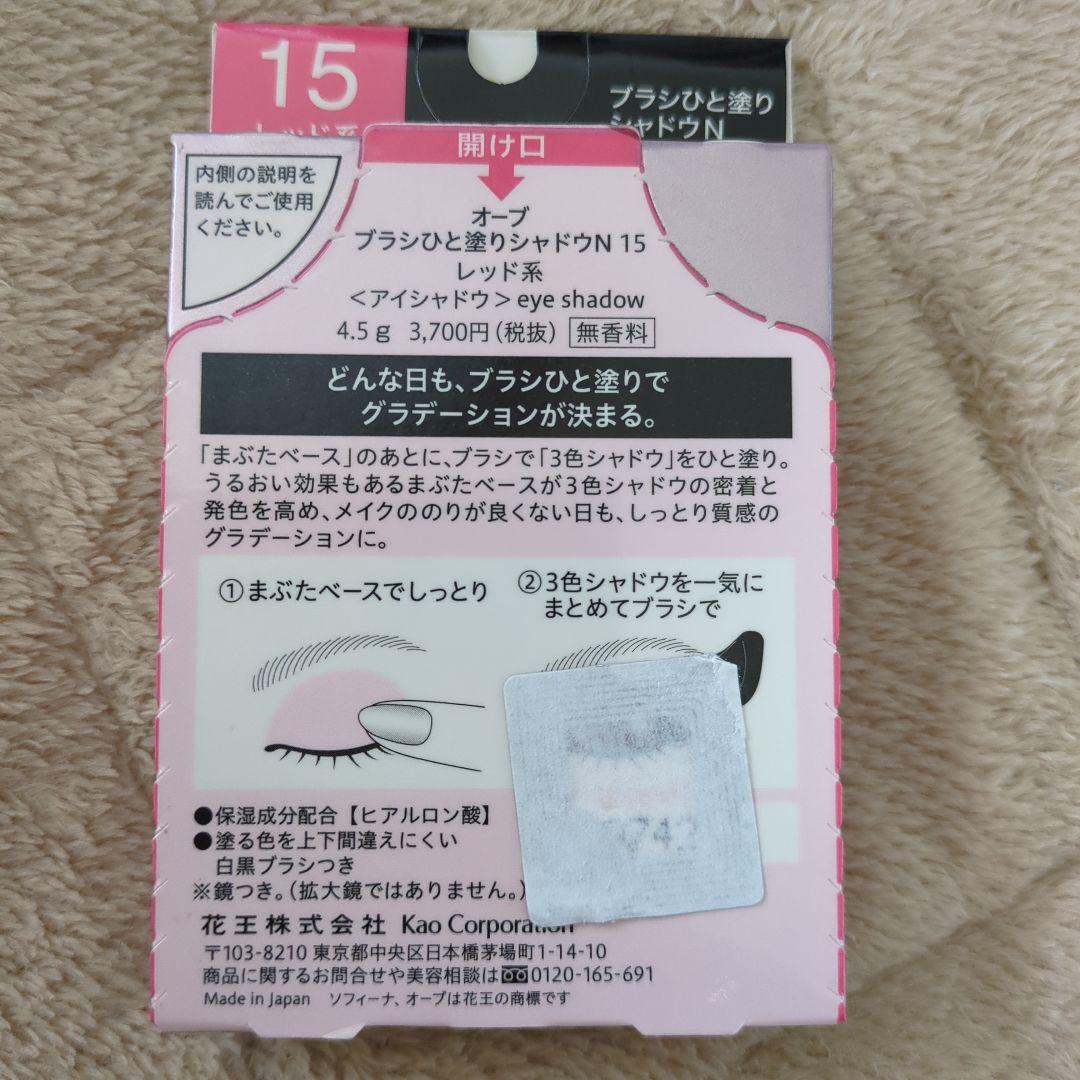 15
レッド系
ブラシひと塗り
シャドウN
開け口
内側の説明を
読んでご使用
ください。
オーブ
ブラシひと塗りシャドウN 15
レッド系
＜アイシャドウ＞eye shadow
4.5g 3,700円(税抜) 無香料
どんな日も、ブラシひと塗りで
グラデーションが決まる。
「まぶたベース」のあとに、ブラシで「3色シャドウ」をひと塗り。
うるおい効果もあるまぶたベースが3色シャドウの密着と
発色を高め、メイクののりが良くない日も、しっとり質感の
グラデーションに。
①まぶたベースでしっとり
②3色シャドウを一気に
まとめてブラシで
●保湿成分配合【ヒアルロン酸】
●塗る色を上下間違えにくい
白黒ブラシつき
※鏡つき。(拡大鏡ではありません。)
花王株式会社 Kao Corporation
〒103-8210 東京都中央区日本橋茅場町1-14-10
商品に関するお問合せや美容相談は 0120-165-691
Made in Japan ソフィーナ、オーブは花王の商標です